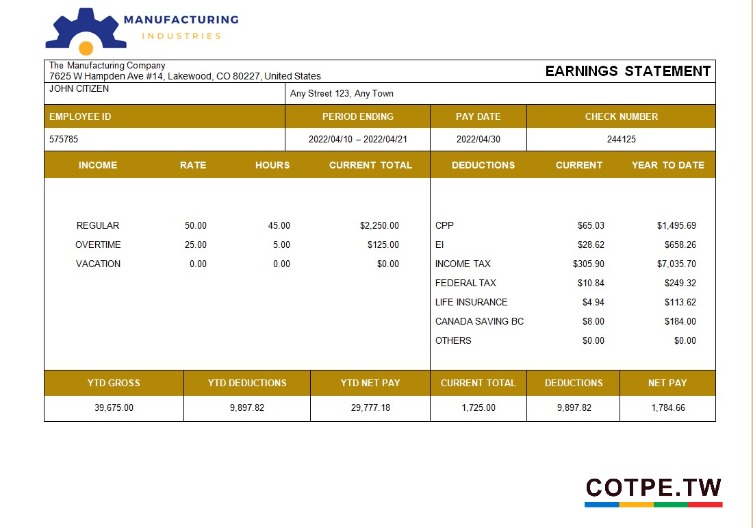 MANUFACTURING
INDUSTRIES
The Manufacturing Company
7625 W Hampden Ave #14, Lakewood, CO 80227, United States
EARNINGS STATEMENT
JOHN CITIZEN
Any Street 123, Any Town
EMPLOYEE ID PERIOD ENDING PAY DATE CHECK NUMBER
575785 2022/04/10 – 2022/04/21 2022/04/30 244125
INCOME RATE HOURS CURRENT TOTAL DEDUCTIONS CURRENT YEAR TO DATE
REGULAR 50.00 45.00 $2,250.00 CPP $65.03 $1,495.69
OVERTIME 25.00 5.00 $125.00 EI $28.62 $658.26
VACATION 0.00 0.00 $0.00 INCOME TAX $305.90 $7,035.70
FEDERAL TAX $10.84 $249.32
LIFE INSURANCE $4.94 $113.62
CANADA SAVING BC $8.00 $184.00
OTHERS $0.00 $0.00
YTD GROSS YTD DEDUCTIONS YTD NET PAY CURRENT TOTAL DEDUCTIONS NET PAY
39,675.00 9,897.82 29,777.18 1,725.00 9,897.82 1,784.66
COTPE.TW